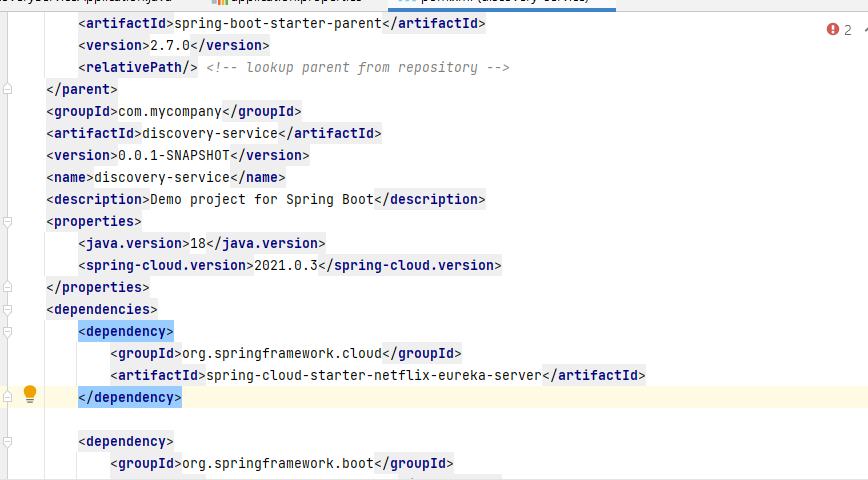 <artifactId>spring-boot-starter-parent</artifactId>
<version>2.7.0</version>
2
<relativePath/> <!-- lookup parent from repository -->
</parent>
<groupId>com.mycompany</groupId>
<artifactId>discovery-service</artifactId>
<version>0.0.1-SNAPSHOT</version>
<name>discovery-service</name>
<description>Demo project for Spring Boot</description>
<properties>
<java.version>18</java.version>
<spring-cloud.version>2021.0.3</spring-cloud.version>
</properties>
<dependencies>
<dependency>
<groupId>org.springframework.cloud</groupId>
<artifactId>spring-cloud-starter-netflix-eureka-server</artifactId>
</dependency>
<dependency>
<groupId>org.springframework.boot</groupId>